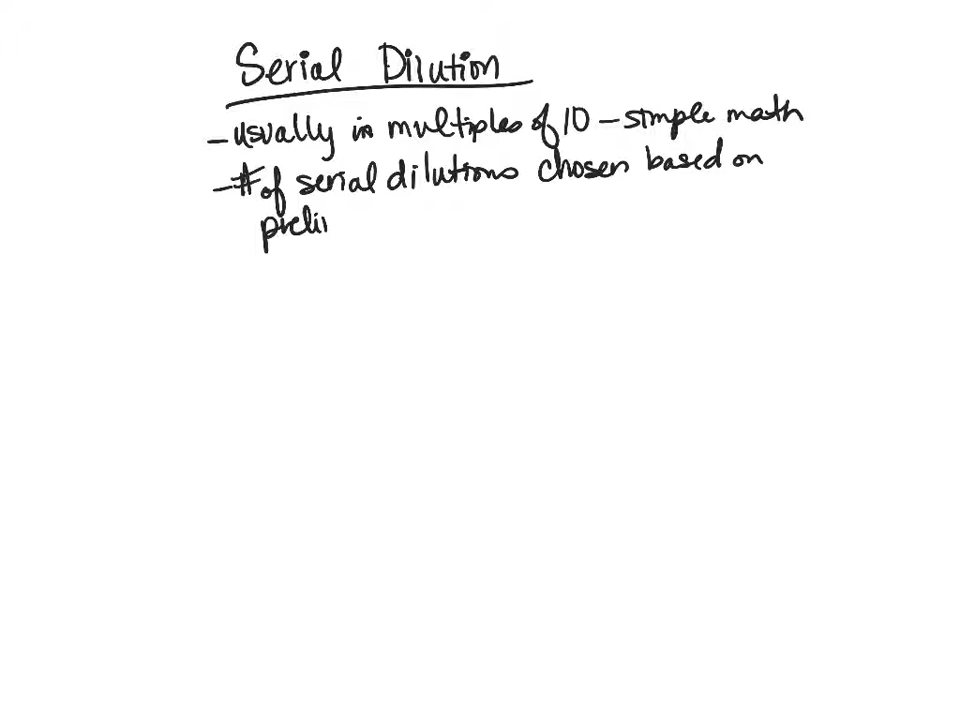 Serial Dilution
- usually in multiples of 10 - simple math
- # of serial dilutions chosen based on
preli